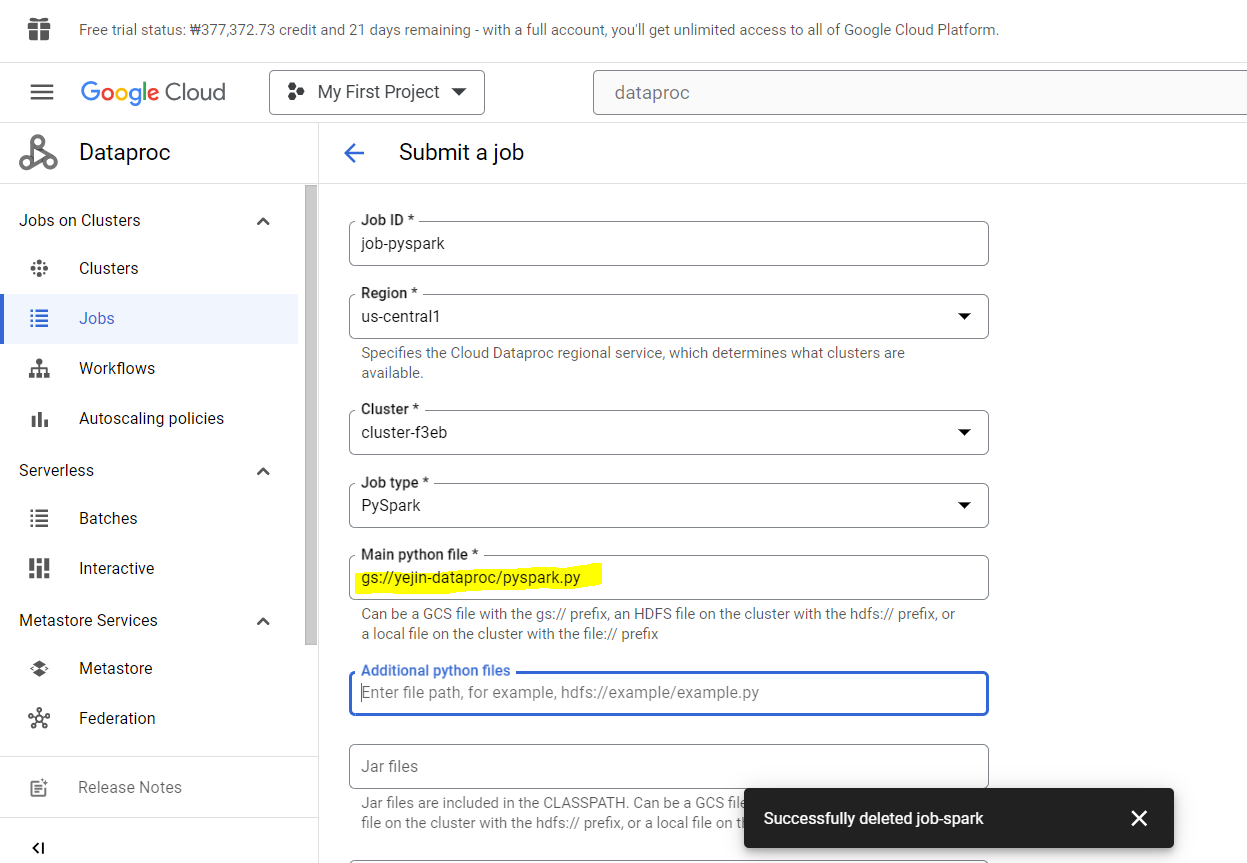 Free trial status: ₩377,372.73 credit and 21 days remaining - with a full account, you'll get unlimited access to all of Google Cloud Platform.
Google Cloud
My First Project
dataproc
Dataproc
Submit a job
Jobs on Clusters
Clusters
Jobs
Workflows
Autoscaling policies
Serverless
Batches
Interactive
Metastore Services
Metastore
Federation
Release Notes
Job ID *
job-pyspark
Region *
us-central1
Specifies the Cloud Dataproc regional service, which determines what clusters are
available.
Cluster *
cluster-f3eb
Job type *
PySpark
Main python file *
gs://yejin-dataproc/pyspark.py
Can be a GCS file with the gs:// prefix, an HDFS file on the cluster with the hdfs:// prefix, or
a local file on the cluster with the file:// prefix
Additional python files
Enter file path, for example, hdfs://example/example.py
Jar files
Jar files are included in the CLASSPATH. Can be a GCS file
file on the cluster with the hdfs:// prefix, or a local file on
Successfully deleted job-spark